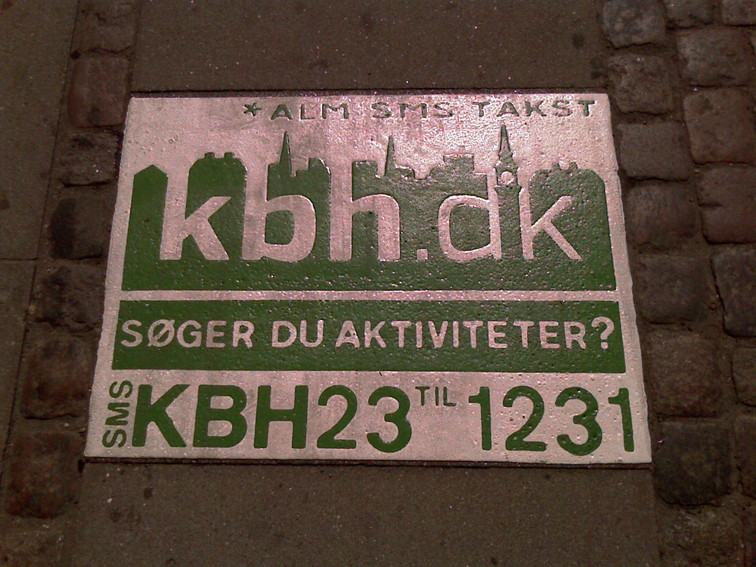 *ALM SMS TAKST
kbh.dk
SØGER DU AKTIVITETER?
SMS KBH23 TIL 1231